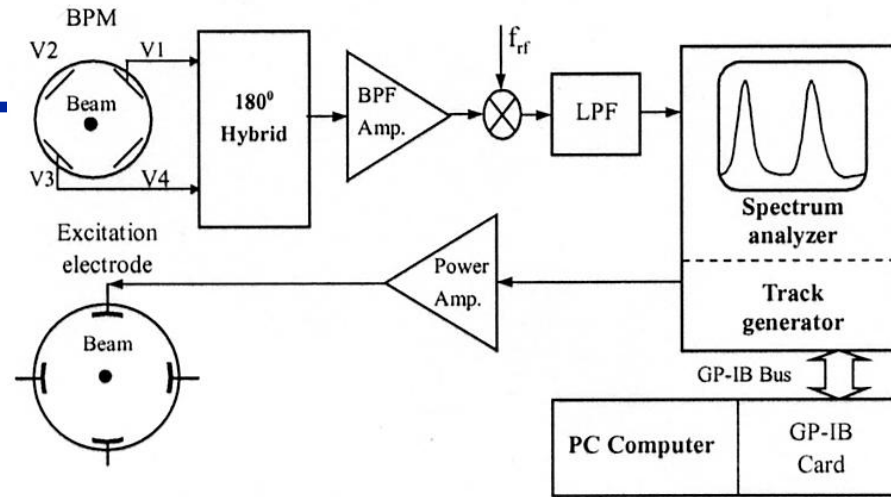 BPM
V2
V1
Beam
V3
V4
180⁰
Hybrid
BPF
Amp.
f_rf
LPF
Spectrum
analyzer
Track
generator
Excitation
electrode
Power
Amp.
Beam
GP-IB Bus
PC Computer
GP-IB
Card